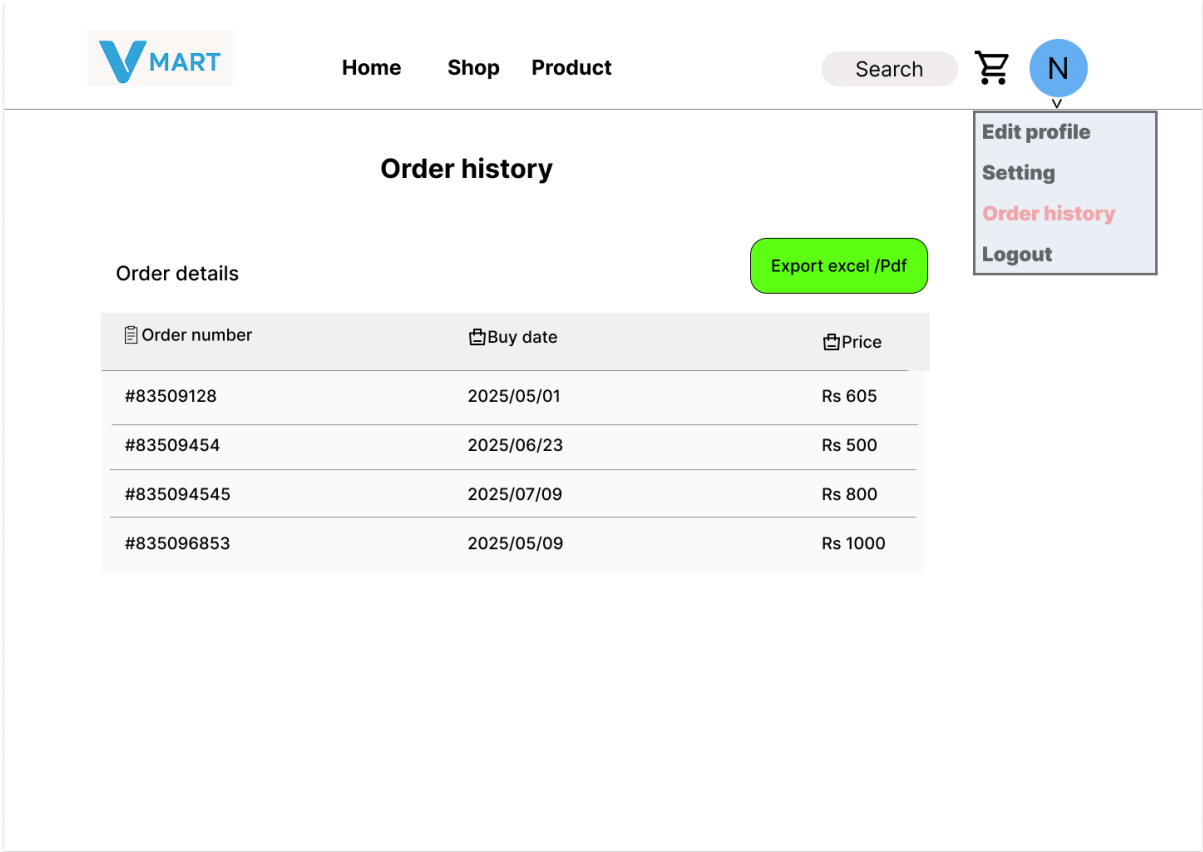 V MART
Home Shop Product
Search
N
v
Edit profile
Setting
Order history
Logout
Order history
Order details
Export excel /Pdf
Order number Buy date Price
#83509128 2025/05/01 Rs 605
#83509454 2025/06/23 Rs 500
#835094545 2025/07/09 Rs 800
#835096853 2025/05/09 Rs 1000